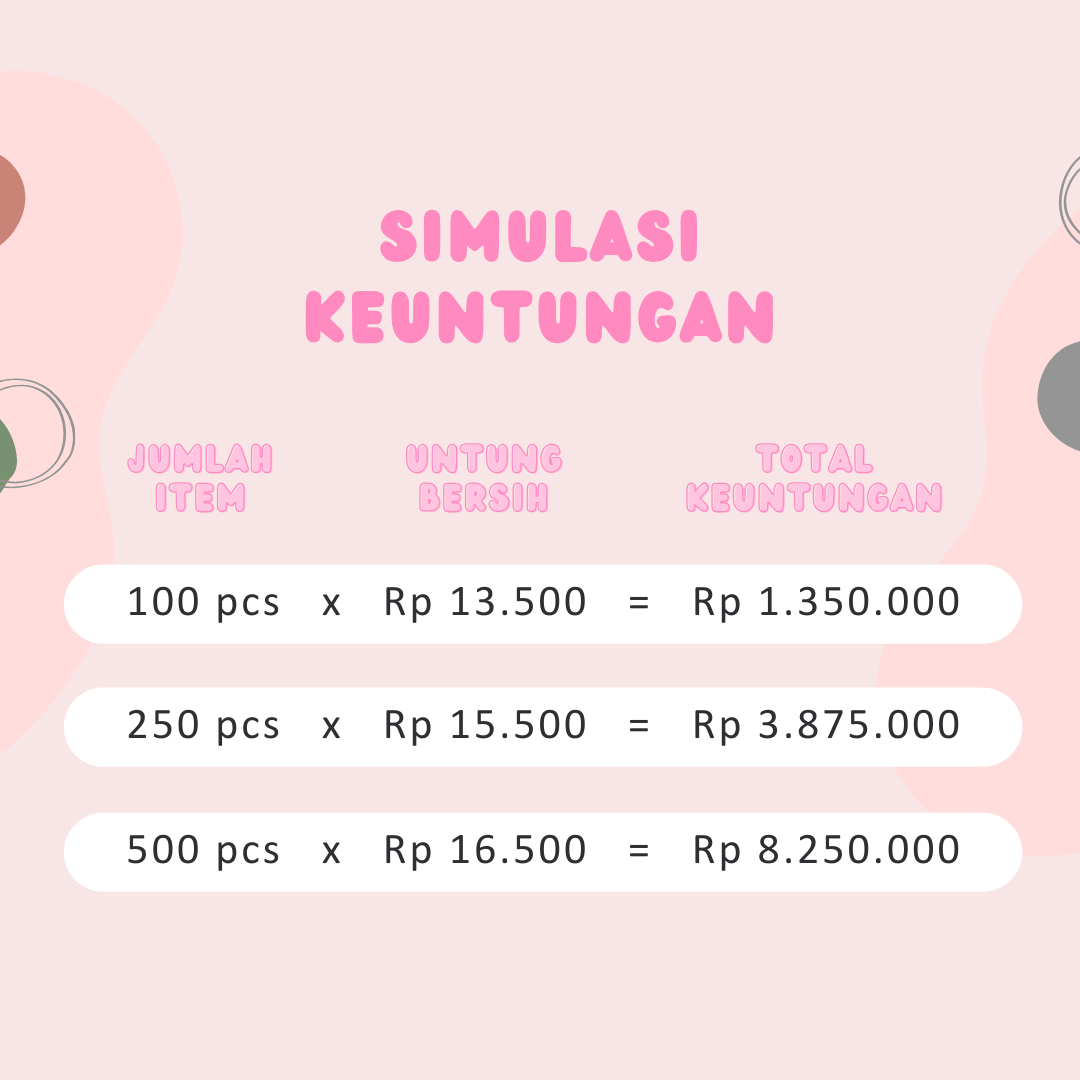 SIMULASI
KEUNTUNGAN
JUMLAH ITEM
UNTUNG BERSIH
TOTAL KEUNTUNGAN
100 pcs x Rp 13.500 = Rp 1.350.000
250 pcs x Rp 15.500 = Rp 3.875.000
500 pcs x Rp 16.500 = Rp 8.250.000